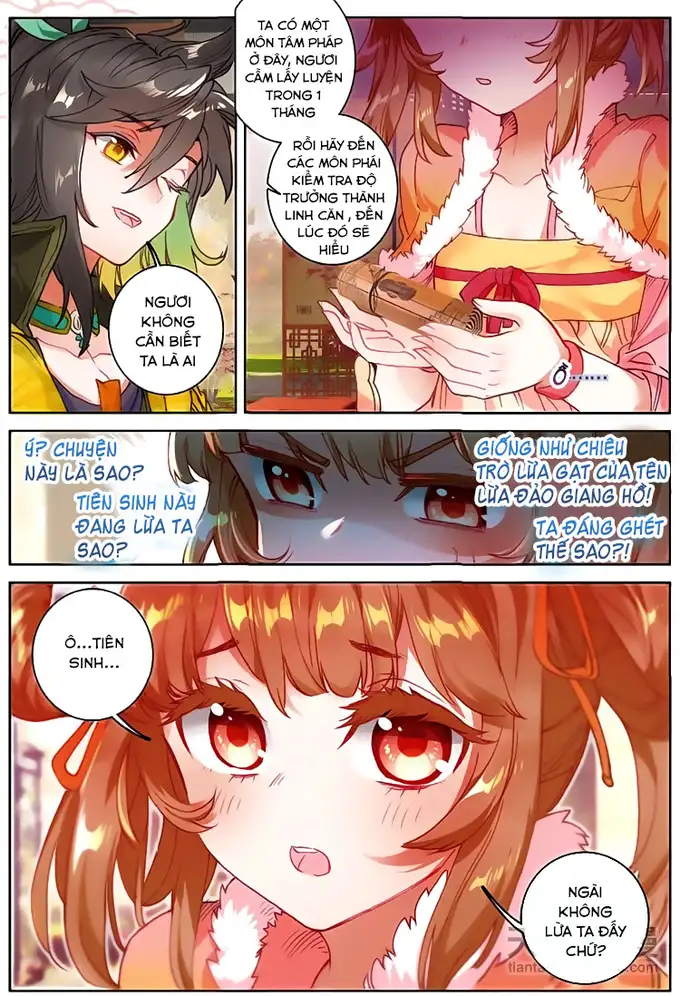 TA CÓ MỘT
MÔN TÂM PHÁP
Ở ĐÂY, NGƯƠI
CẦM LẤY LUYỆN
TRONG 1
THÁNG
RỒI HÃY ĐẾN
CÁC MÔN PHÁI
KIỂM TRA ĐỘ
TRƯỞNG THÀNH
LINH CĂN , ĐẾN
LÚC ĐÓ SẼ
HIỂU
NGƯƠI
KHÔNG
CẦN BIẾT
TA LÀ AI
Ý? CHUYỆN
NÀY LÀ SAO?
TIÊN SINH NÀY
ĐANG LỪA TA
SAO?
GIỐNG NHƯ CHIÊU
TRÒ LỪA GẠT CỦA TÊN
LỪA ĐẢO GIANG HỒ!
TA ĐÁNG GHÉT
THẾ SAO?!
Ô...TIÊN
SINH...
NGÀI
KHÔNG
LỪA TA ĐẤY
CHỨ?